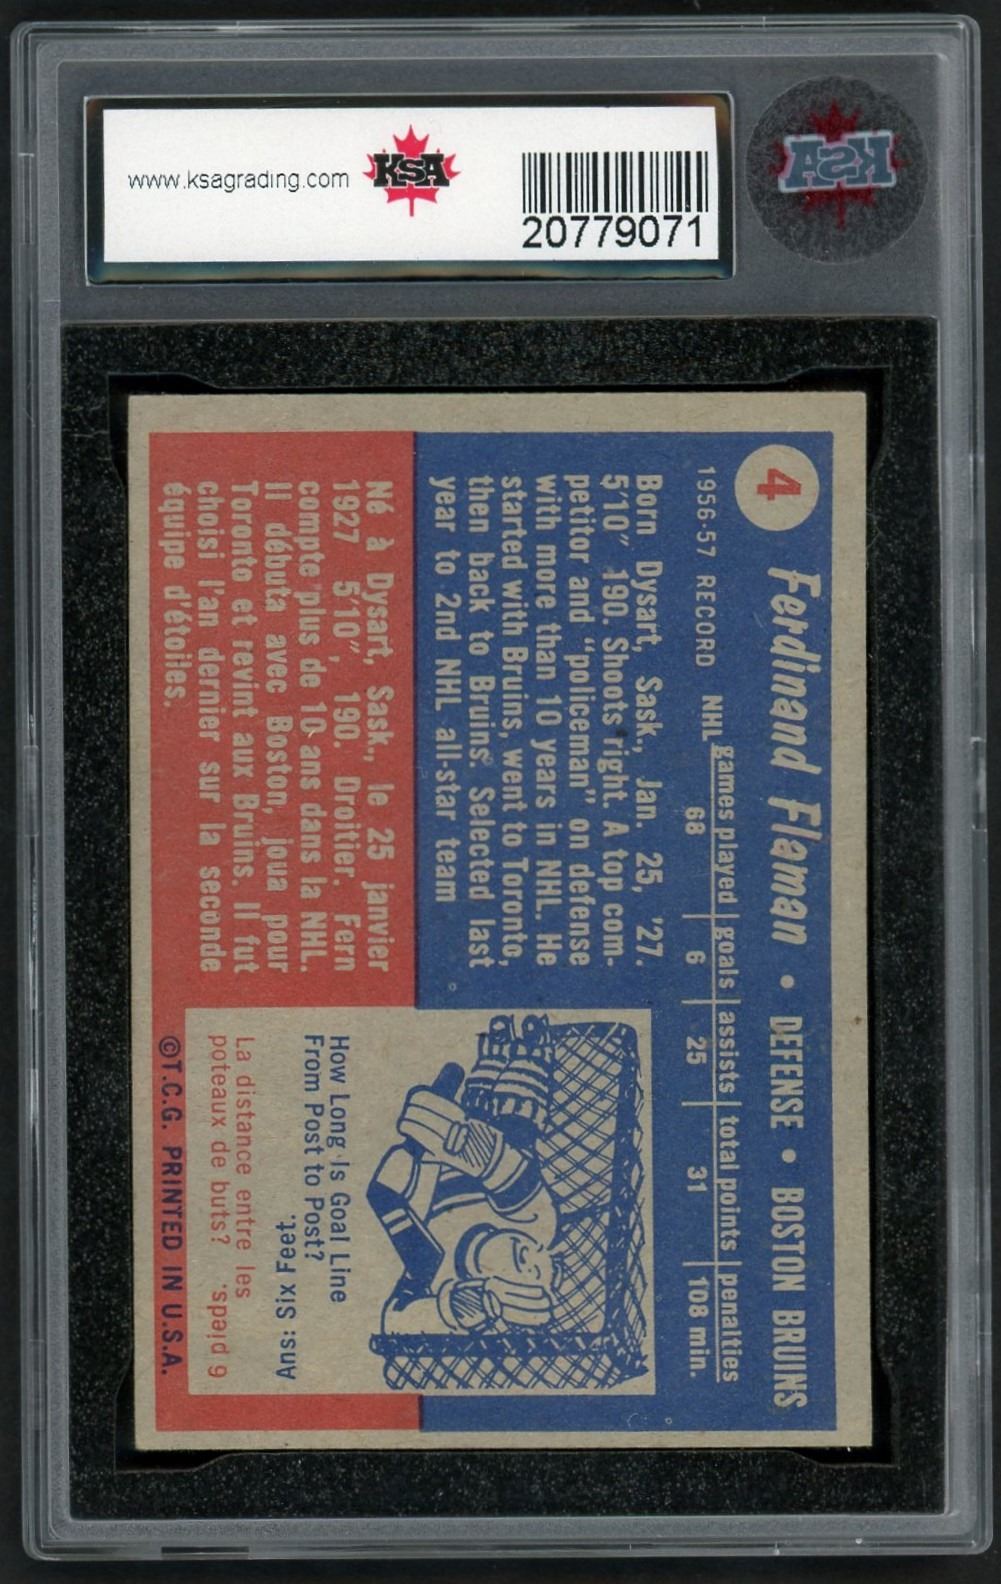 www.ksagrading.com
KSA
20779071
KSA
4
Ferdinand Flaman • DEFENSE • BOSTON BRUINS
1956-57 RECORD
NHL
games played goals assists total points penalties
68 6 25 31 108 min.
Born Dysart, Sask., Jan. 25, '27.
5'10" 190. Shoots right. A top com-
petitor and "policeman" on defense
with more than 10 years in NHL. He
started with Bruins, went to Toronto,
then back to Bruins. Selected last
year to 2nd NHL all-star team
Né à Dysart, Sask., le 25 janvier
1927 5'10", 190. Droitier. Fern
compte plus de 10 ans dans la NHL.
Il débuta avec Boston, joua pour
Toronto et revint aux Bruins. Il fut
choisi l'an dernier sur la seconde
équipe d'étoiles.
How Long Is Goal Line
From Post to Post?
Ans: Six Feet.
La distance entre les
poteaux de buts?
6 pieds.
©T.C.G. PRINTED IN U.S.A.